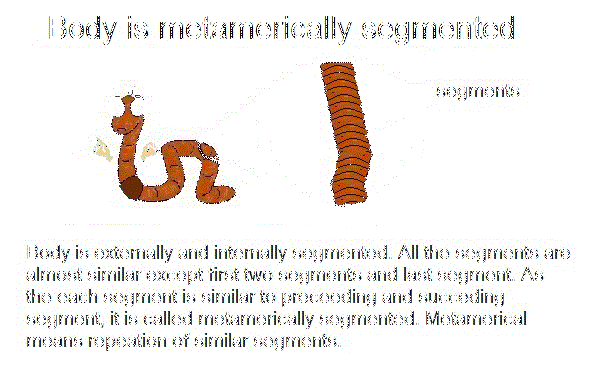 Body is metamerically segmented
segments
Body is externally and internally segmented. All the segments are
almost similar except first two segments and last segment. As
the each segment is similar to preceeding and succeding
segment, it is called metamerically segmented. Metamerical
means repeation of similar segments.